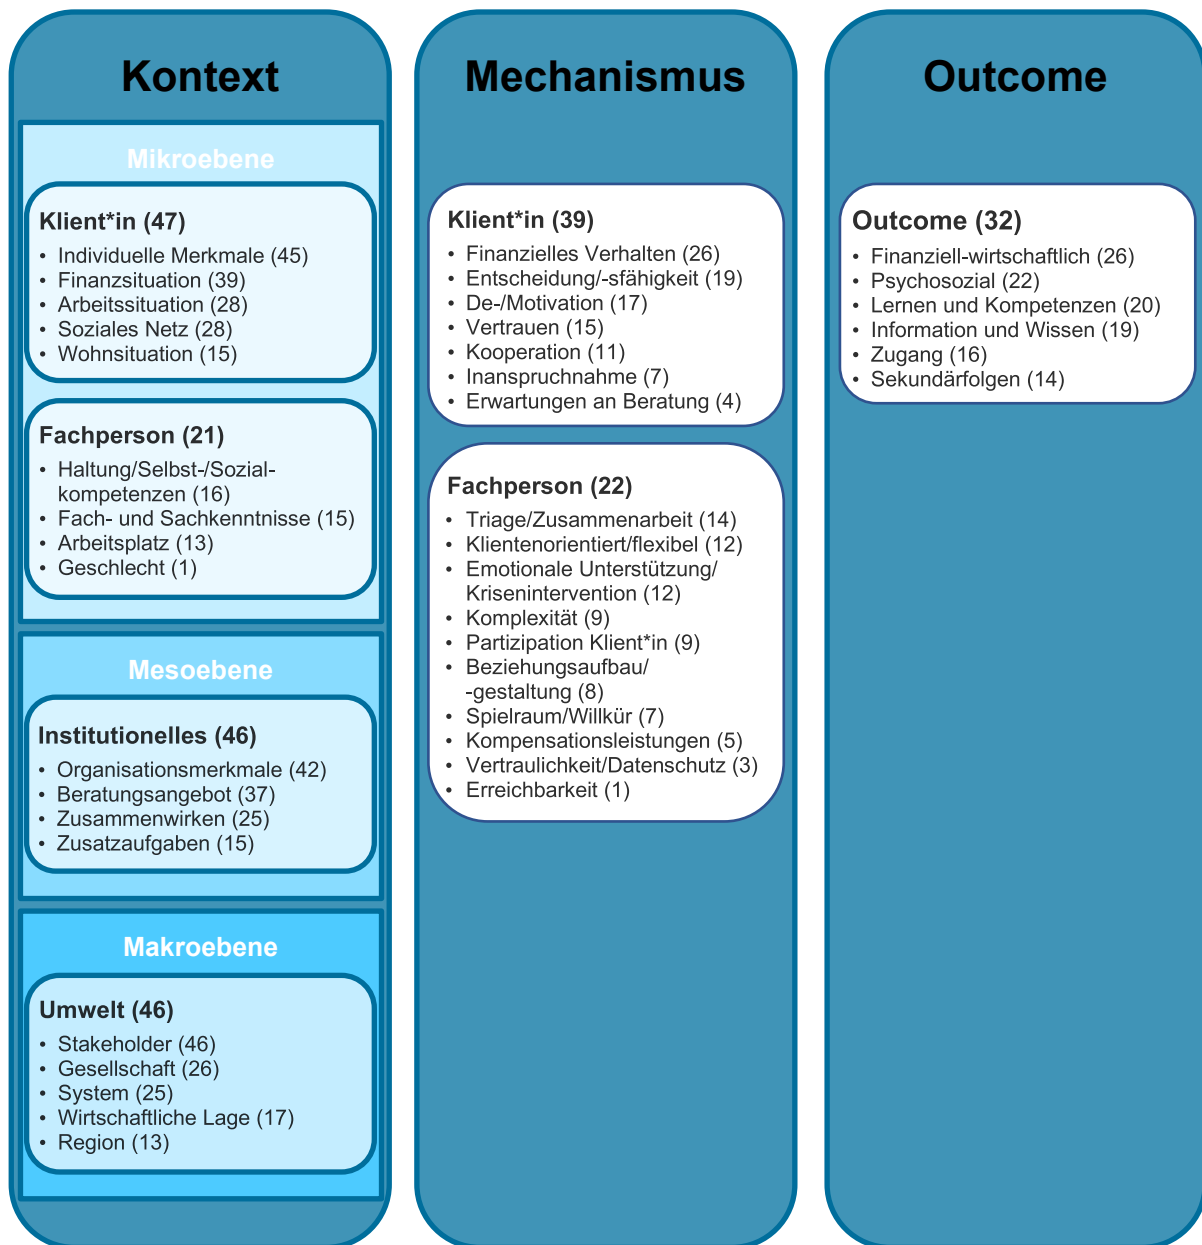 Kontext
Mikroebene
Klient*in (47)
• Individuelle Merkmale (45)
• Finanzsituation (39)
• Arbeitssituation (28)
• Soziales Netz (28)
• Wohnsituation (15)
Fachperson (21)
• Haltung/Selbst-/Sozial-
kompetenzen (16)
• Fach- und Sachkenntnisse (15)
• Arbeitsplatz (13)
• Geschlecht (1)
Mesoebene
Institutionelles (46)
• Organisationsmerkmale (42)
• Beratungsangebot (37)
• Zusammenwirken (25)
• Zusatzaufgaben (15)
Makroebene
Umwelt (46)
• Stakeholder (46)
• Gesellschaft (26)
• System (25)
• Wirtschaftliche Lage (17)
• Region (13)
Mechanismus
Klient*in (39)
• Finanzielles Verhalten (26)
• Entscheidung/-sfähigkeit (19)
• De-/Motivation (17)
• Vertrauen (15)
• Kooperation (11)
• Inanspruchnahme (7)
• Erwartungen an Beratung (4)
Fachperson (22)
• Triage/Zusammenarbeit (14)
• Klientenorientiert/flexibel (12)
• Emotionale Unterstützung/
Krisenintervention (12)
• Komplexität (9)
• Partizipation Klient*in (9)
• Beziehungsaufbau/
-gestaltung (8)
• Spielraum/Willkür (7)
• Kompensationsleistungen (5)
• Vertraulichkeit/Datenschutz (3)
• Erreichbarkeit (1)
Outcome
Outcome (32)
• Finanziell-wirtschaftlich (26)
• Psychosozial (22)
• Lernen und Kompetenzen (20)
• Information und Wissen (19)
• Zugang (16)
• Sekundärfolgen (14)